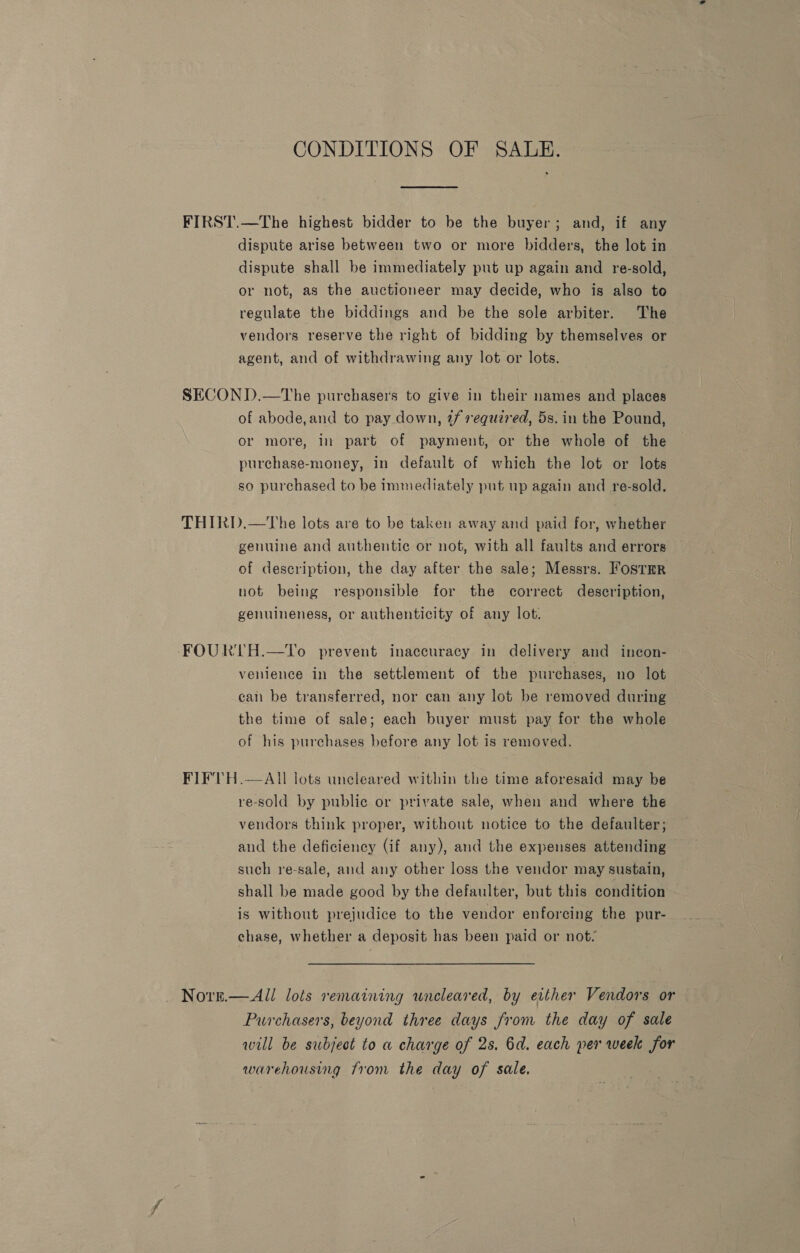 CONDITIONS OF SALE.
FIRST.—The highest bidder to be the buyer; and, if any
dispute arise between two or more bidders, the lot in
dispute shall be immediately put up again and re-sold,
or not, as the auctioneer may decide, who is also to
regulate the biddings and be the sole arbiter. The
vendors reserve the right of bidding by themselves or
agent, and of withdrawing any lot or lots.
SECOND.—The purchasers to give in their names and places
of abode, and to pay down, if required, 5s. in the Pound,
or more, in part of payment, or the whole of the
purchase-money, in default of which the lot or lots
so purchased to be immediately put up again and re-sold.
THIRD.—The lots are to be taken away and paid for, whether
genuine and authentic or not, with all faults and errors
of description, the day after the sale; Messrs. FOSTER
not being responsible for the correct description,
genuineness, or authenticity of any lot.
FOURTH.—To prevent inaccuracy in delivery and incon-
venience in the settlement of the purchases, no lot
can be transferred, nor can any lot be removed during
the time of sale; each buyer must pay for the whole
of his purchases before any lot is removed.
FIFTH.—All lots uncleared within the time aforesaid may be
re-sold by public or private sale, when and where the
vendors think proper, without notice to the defaulter;
and the deficiency (if any), and the expenses attending
such re-sale, and any other loss the vendor may sustain,
shall be made good by the defaulter, but this condition
is without prejudice to the vendor enforcing the pur-
chase, whether a deposit has been paid or not.
NOTE.—All lots remaining uncleared, by either Vendors or
Purchasers, beyond three days from the day of sale
will be subject to a charge of 2s. 6d. each per week for
warehousing from the day of sale.